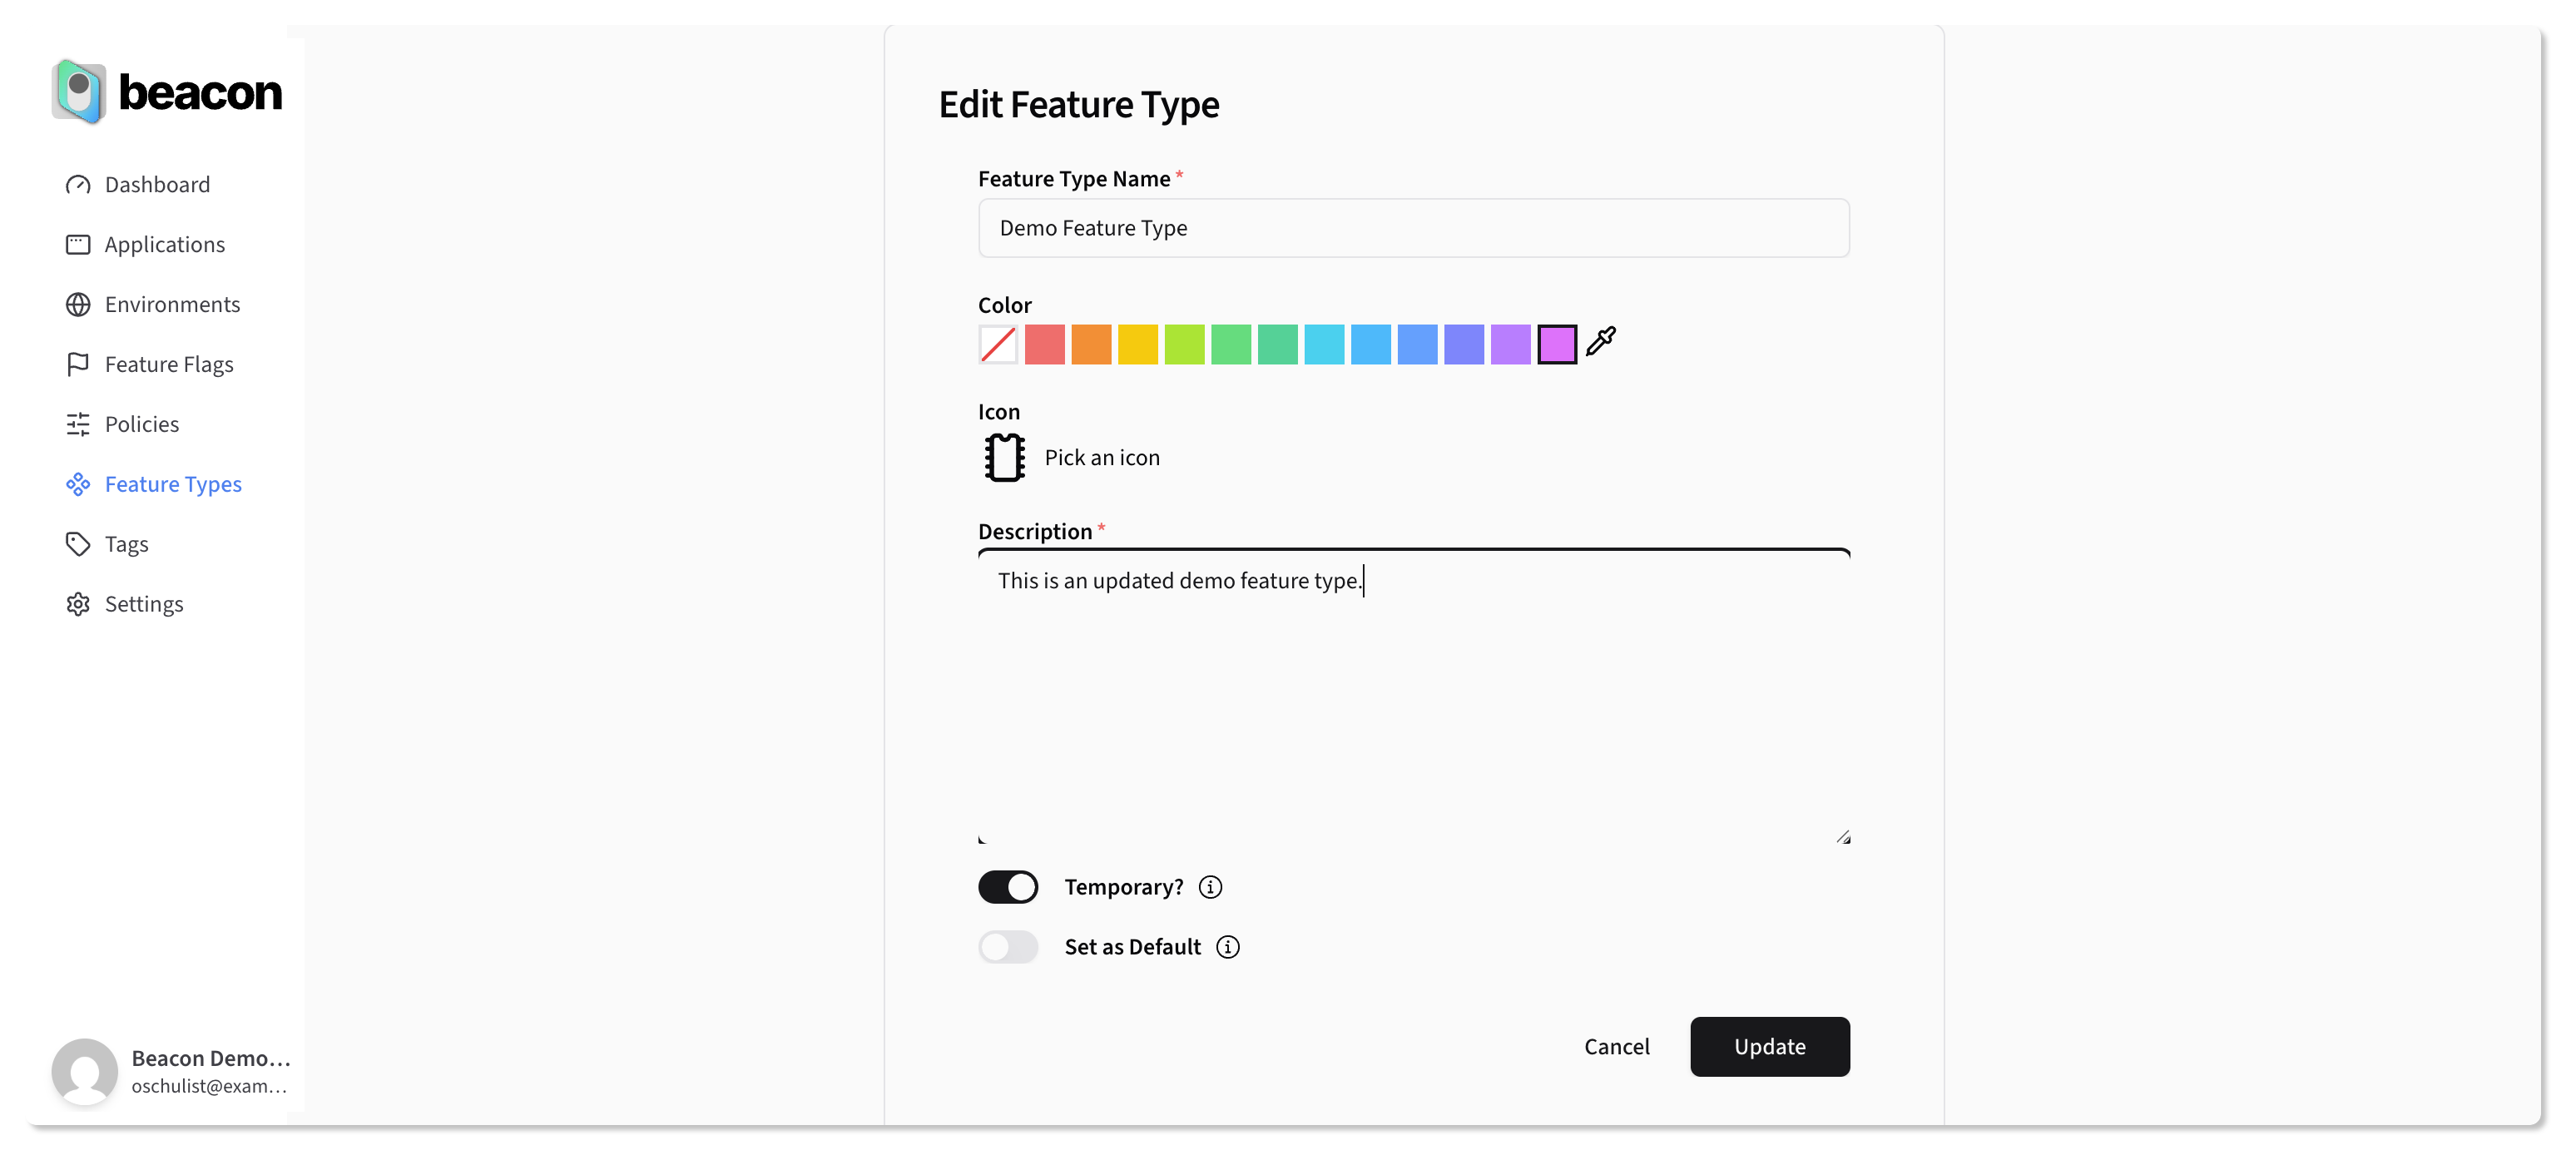 beacon
Dashboard
Applications
Environments
Feature Flags
Policies
Feature Types
Tags
Settings
Beacon Demo...
oschulist@exam...
Edit Feature Type
Feature Type Name *
Demo Feature Type
Color
Icon
Pick an icon
Description *
This is an updated demo feature type.
Temporary?
Set as Default
Cancel
Update